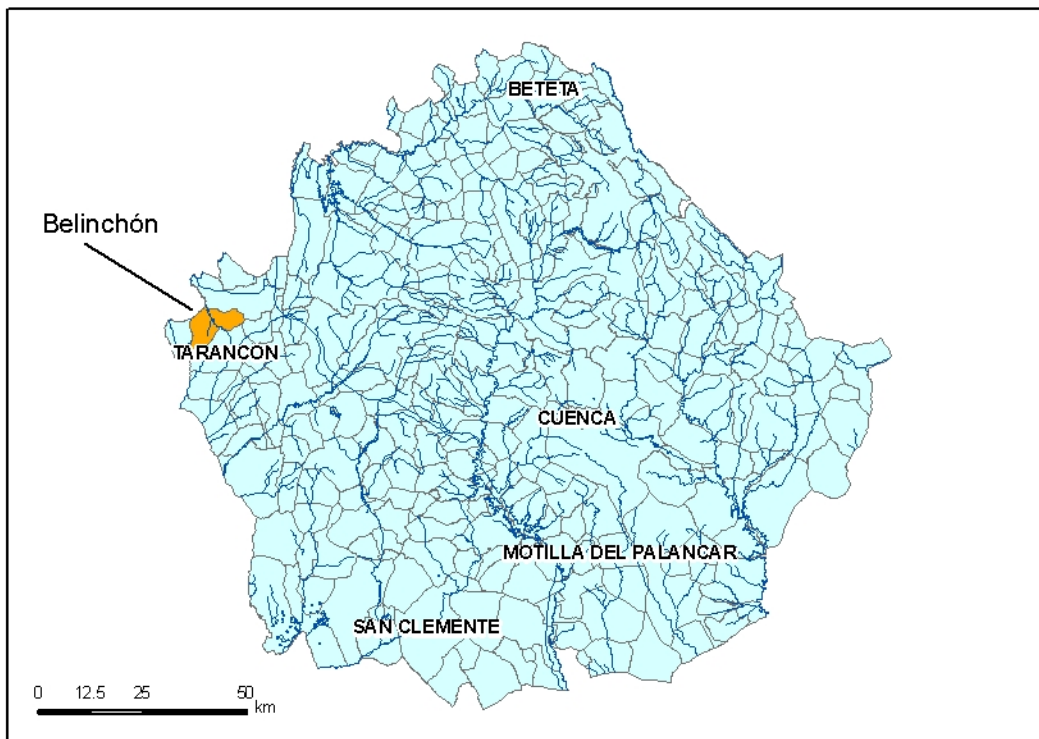 BETETA
Belinchón
TARANCON
CUENCA
MOTILLA DEL PALANCAR
SAN CLEMENTE
0 12.5 25 50
km